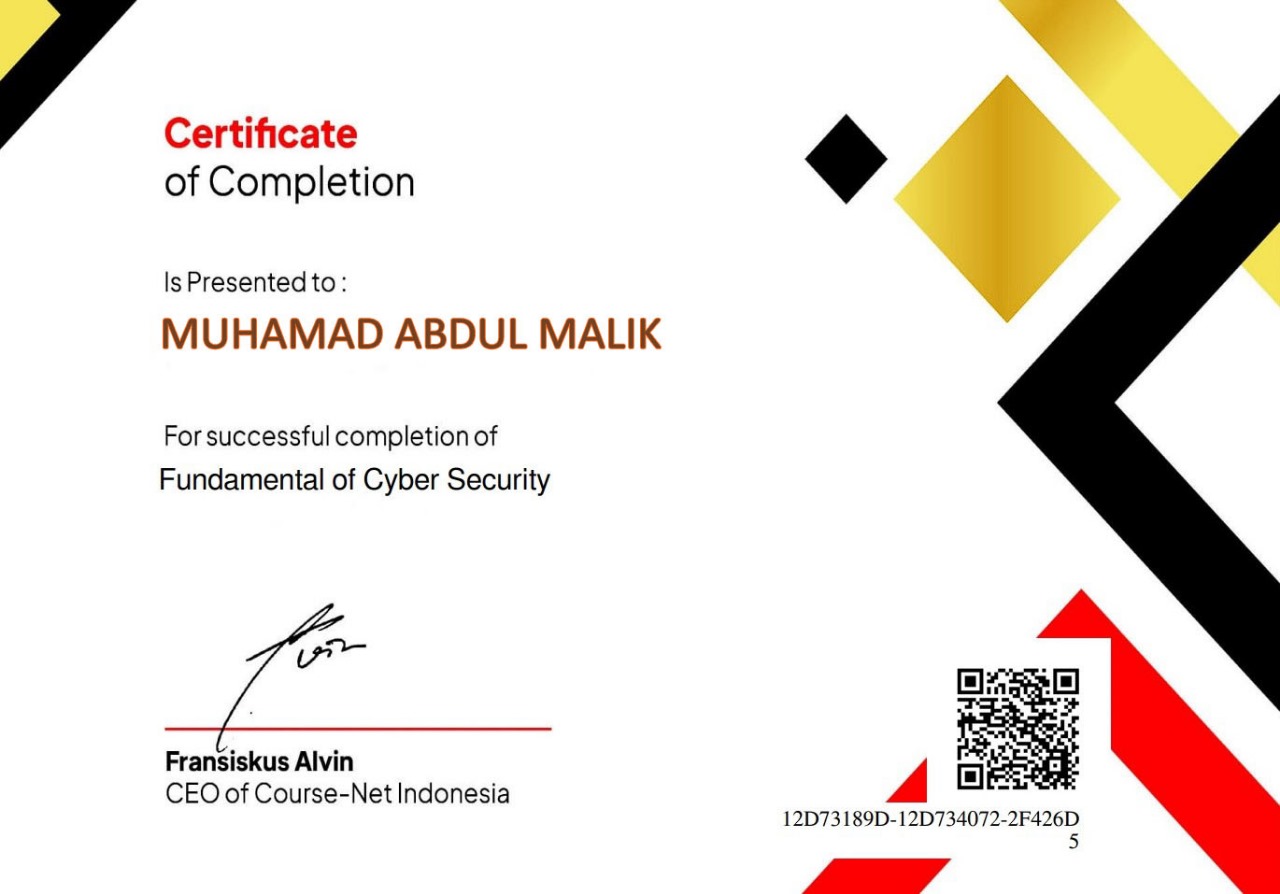 Certificate
of Completion
Is Presented to :
MUHAMAD ABDUL MALIK
For successful completion of
Fundamental of Cyber Security
Fransiskus Alvin
CEO of Course-Net Indonesia
12D73189D-12D734072-2F426D
5